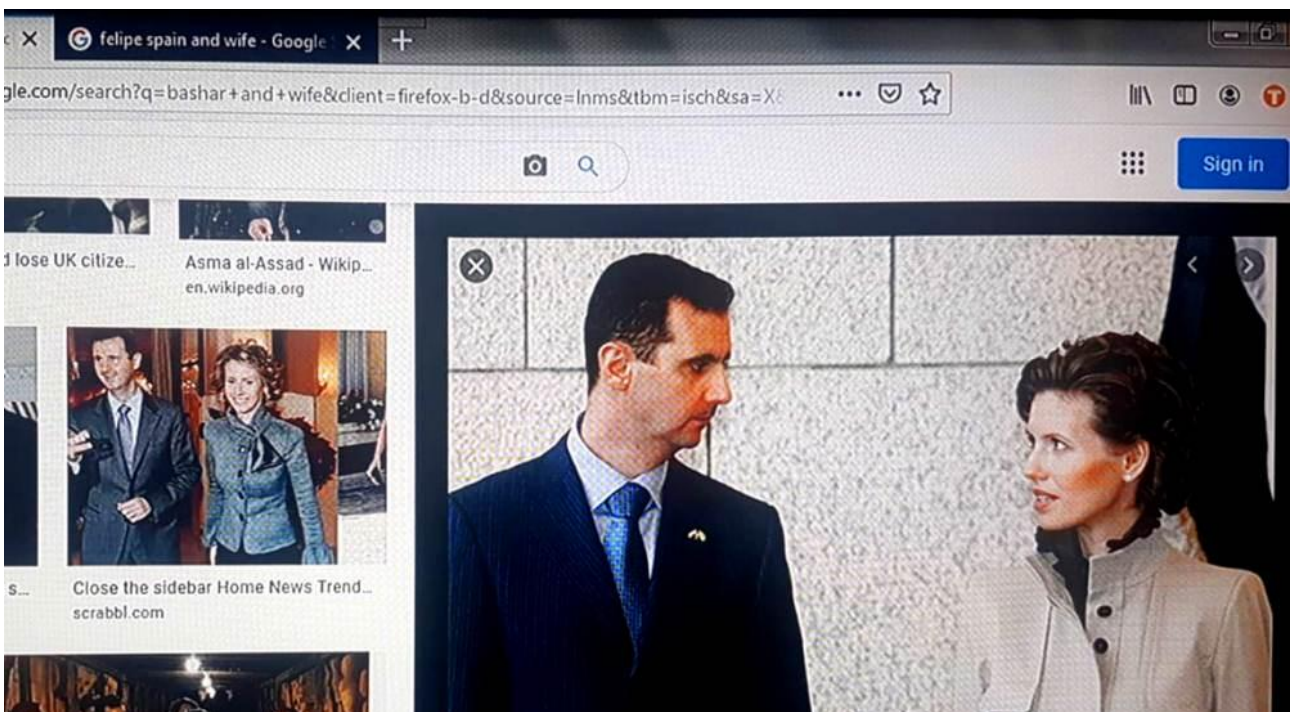 felipe spain and wife - Google
gle.com/search?q=bashar+and+wife&client=firefox-b-d&source=lnms&tbm=isch&sa=X&
Sign in
d lose UK citize...
Asma al-Assad - Wikip...
en.wikipedia.org
s...
Close the sidebar Home News Trend...
scrabbl.com